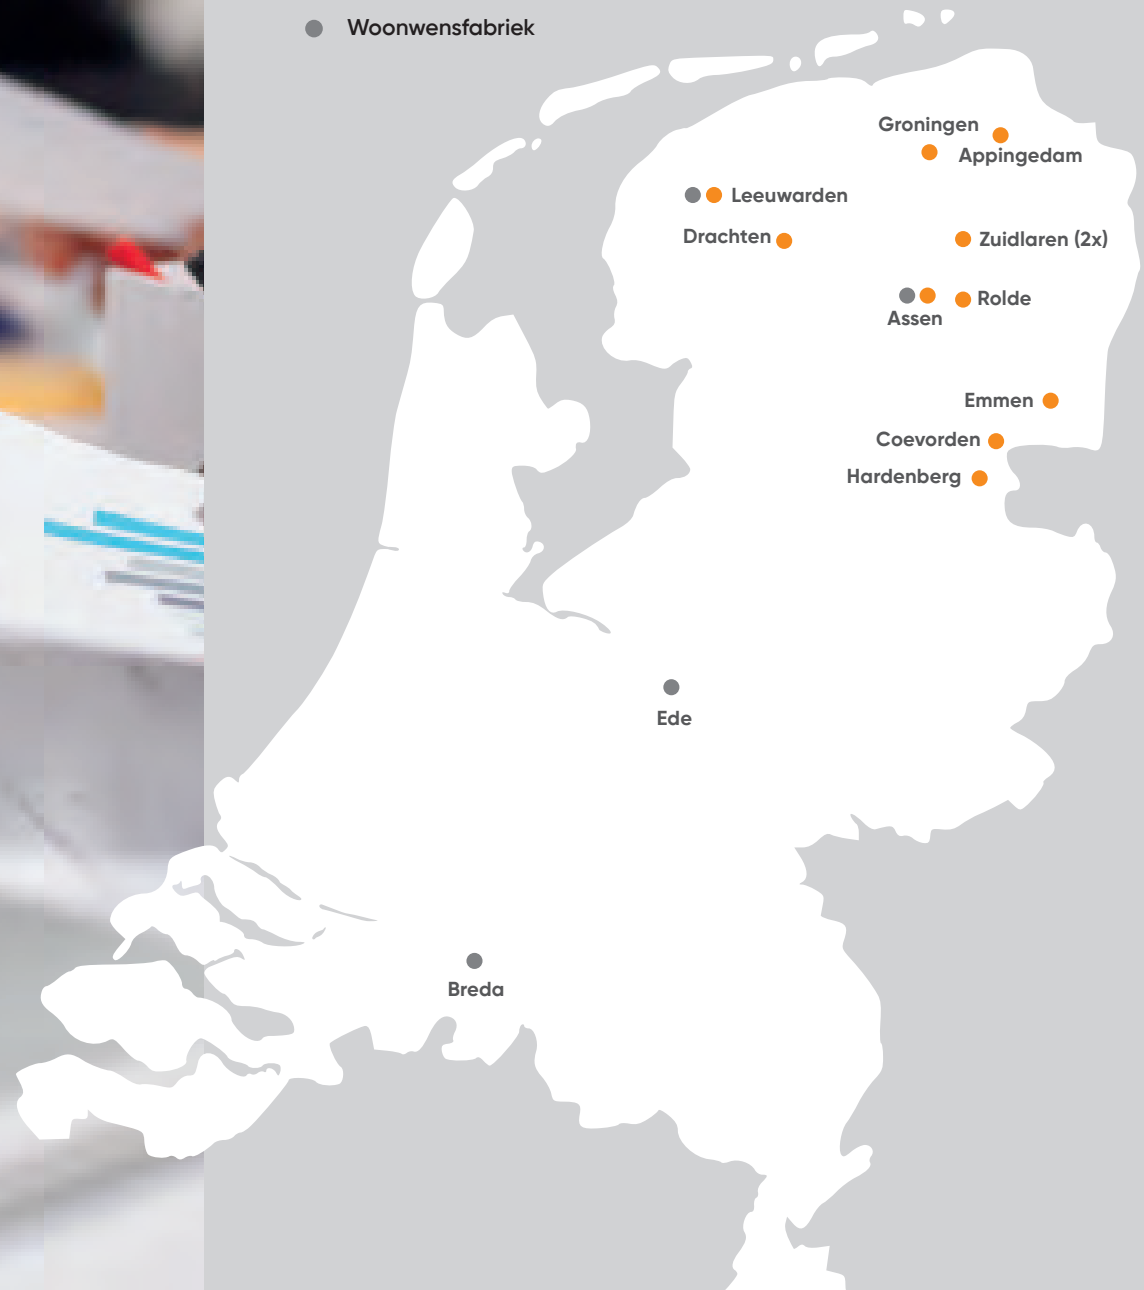 Woonwensfabriek
Groningen
Appingedam
Leeuwarden
Drachten
Zuidlaren (2x)
Rolde
Assen
Emmen
Coevorden
Hardenberg
Ede
Breda